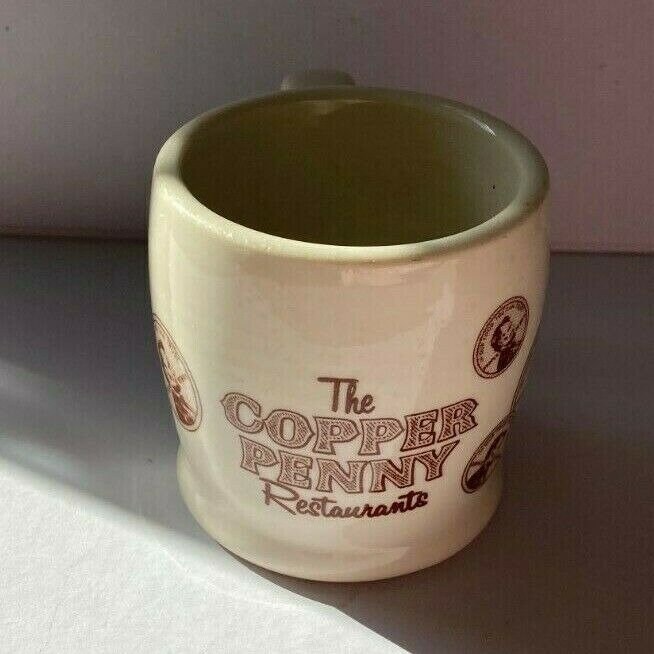 The
COPPER
PENNY
Restaurants